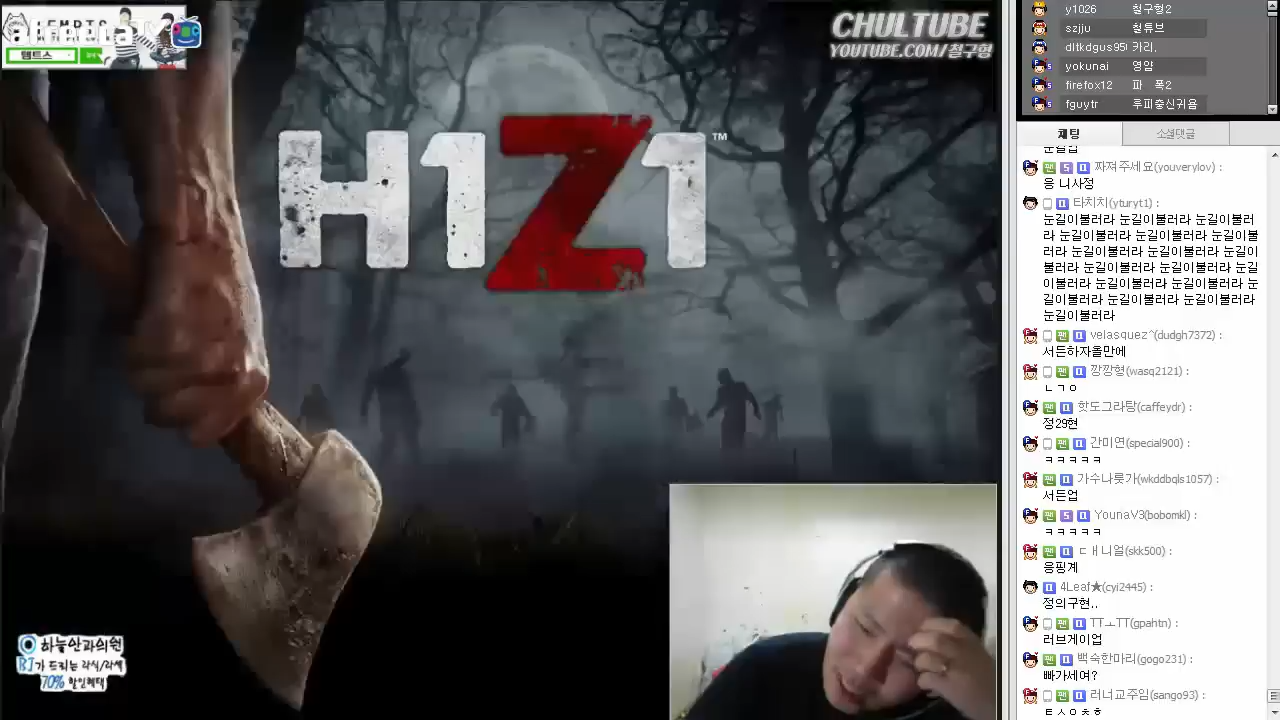 afreeca TV
템트스
CHULTUBE
YOUTUBE.COM/철구형
H1Z1™
하늘안과의원
BJ가 드리는 라식/라섹
70% 할인혜택
y1026 철구형2
szjju 철튜브
yokunai 영암
firefox12
fguytr 루피충신귀욤
채팅
소원댓글
짜져주세요(youverylov) :
응 니사정
타치치(yturyt1) :
눈길이불러라 눈길이불러라 눈길이불러
라 눈길이불러라 눈길이불러라 눈길이불
러라 눈길이불러라 눈길이불러라 눈길이
불러라 눈길이불러라 눈길이불러라 눈길
이불러라 눈길이불러라 눈길이불러라 눈
길이불러라 눈길이불러라 눈길이불러라
눈길이불러라
velasquez^(dudgh7372) :
서든하자올만에
깡깡형(wasq2121) :
ㄴㄱㅇ
핫도그라탕(caffeydr) :
정29현
간미연(special900) :
ㅋㅋㅋㅋㅋ
가수나룻가(wkddbqls1057) :
서든업
YounaV3(bobomkl) :
ㅋㅋㅋㅋㅋ
ㄷㅐ니얼(skk500) :
응핑계
4Leaf★(cyi2445) :
정의구현..
TTㅗTT(gpahtn) :
러브게이업
백숙한마리(gogo231) :
빠가세여?
러너교주임(sango93) :
ㅌㅅㅇㅊㅎ